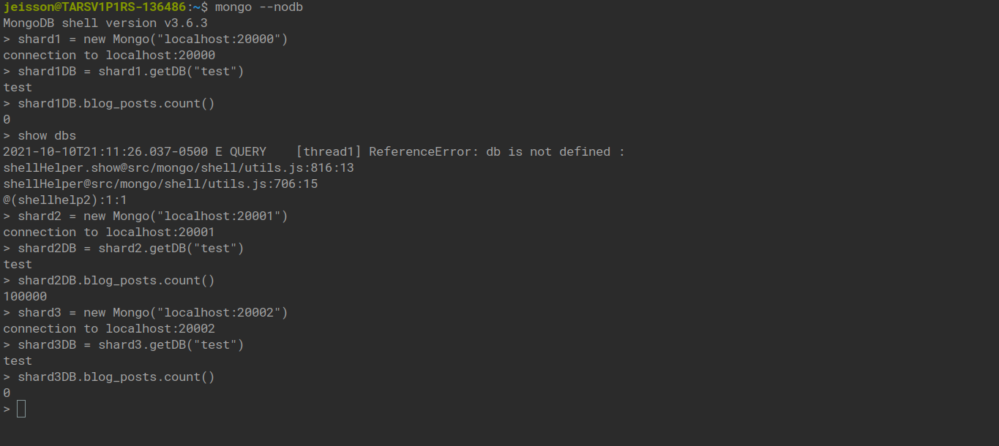 jeisson@TARSV1P1RS-136486:~$ mongo --nodb
MongoDB shell version v3.6.3
> shard1 = new Mongo("localhost:20000")
connection to localhost:20000
> shard1DB = shard1.getDB("test")
test
> shard1DB.blog_posts.count()
0
> show dbs
2021-10-10T21:11:26.037-0500 E QUERY    [thread1] ReferenceError: db is not defined :
shellHelper.show@src/mongo/shell/utils.js:816:13
shellHelper@src/mongo/shell/utils.js:706:15
@(shellhelp2):1:1
> shard2 = new Mongo("localhost:20001")
connection to localhost:20001
> shard2DB = shard2.getDB("test")
test
> shard2DB.blog_posts.count()
100000
> shard3 = new Mongo("localhost:20002")
connection to localhost:20002
> shard3DB = shard3.getDB("test")
test
> shard3DB.blog_posts.count()
0
>